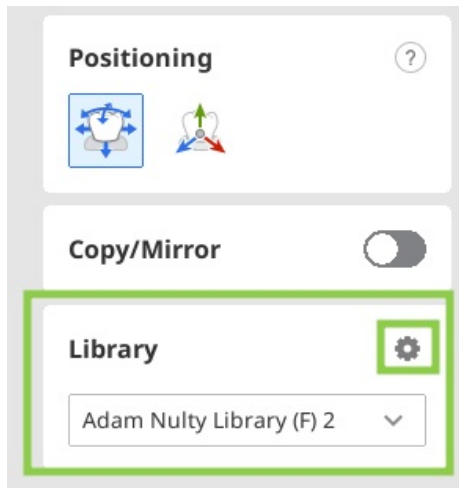 Positioning
?
Copy/Mirror
Library
Adam Nulty Library (F) 2